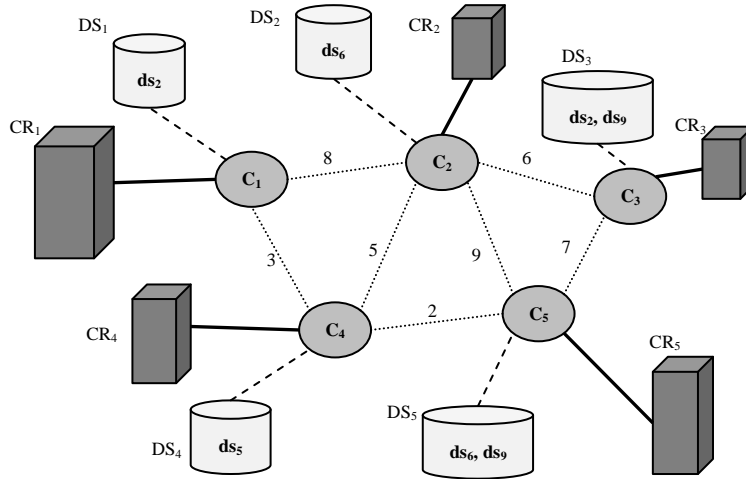 DS₁
DS₂
CR₂
ds₂
ds₆
DS₃
ds₂, ds₉
CR₁
CR₃
8
C₂
6
C₁
C₃
3
5
9
7
CR₄
C₄
2
C₅
CR₅
DS₄
ds₅
DS₅
ds₆, ds₉